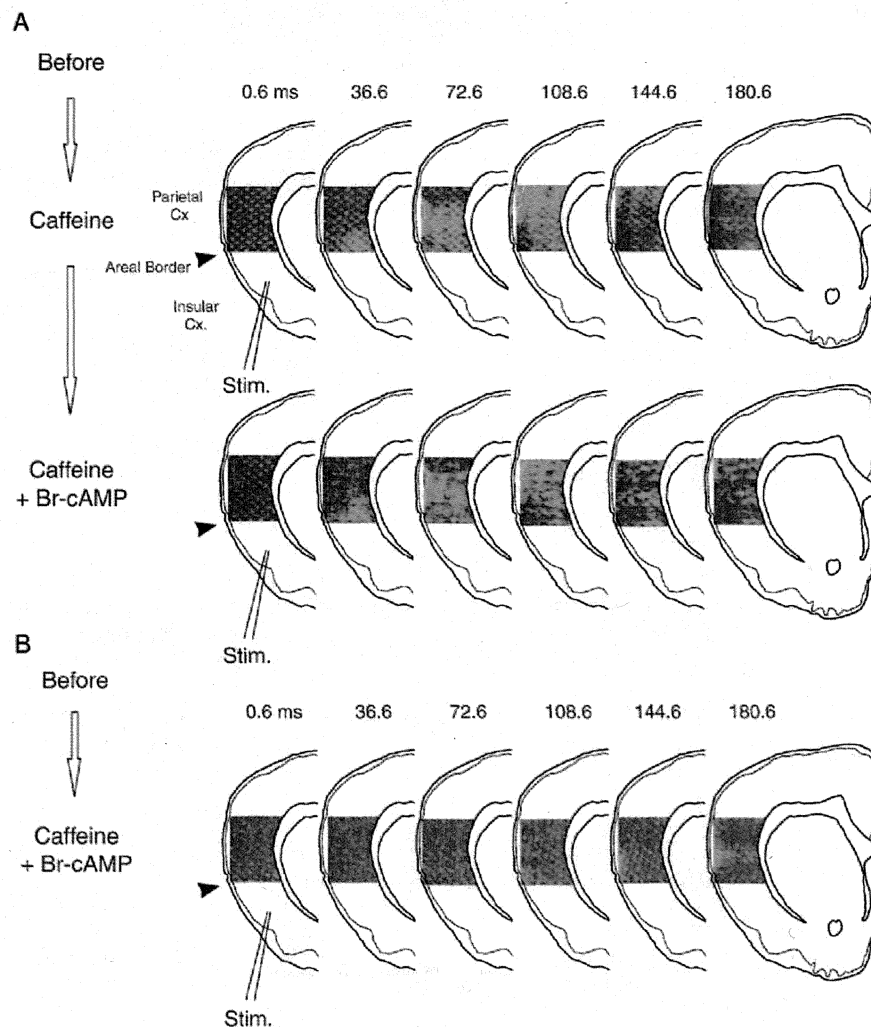 A
Before
0.6 ms 36.6 72.6 108.6 144.6 180.6
Parietal
Cx
Caffeine
Areal Border
Insular
Cx.
Stim.
Caffeine
+ Br-cAMP
Stim.
B
Before
0.6 ms 36.6 72.6 108.6 144.6 180.6
Caffeine
+ Br-cAMP
Stim.